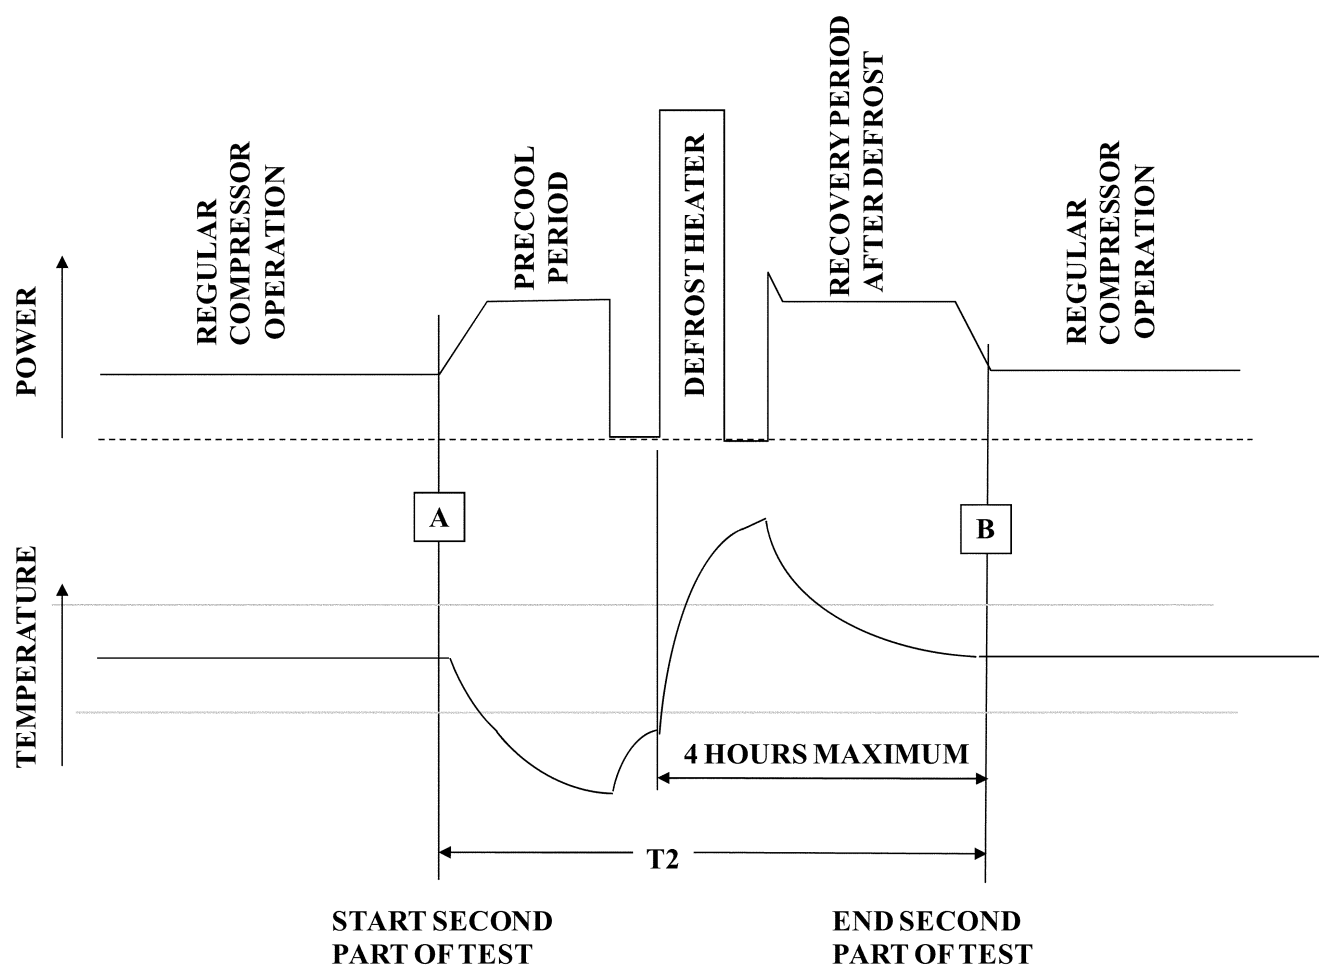 POWER
REGULAR
COMPRESSOR
OPERATION
PRECOOL
PERIOD
DEFROST HEATER
RECOVERY PERIOD
AFTER DEFROST
REGULAR
COMPRESSOR
OPERATION
A
B
TEMPERATURE
4 HOURS MAXIMUM
T2
START SECOND
PART OF TEST
END SECOND
PART OF TEST